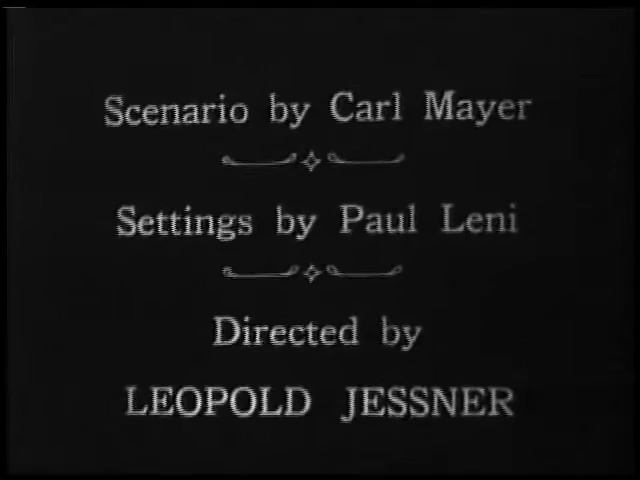 Scenario by Carl Mayer
Settings by Paul Leni
Directed by
LEOPOLD JESSNER